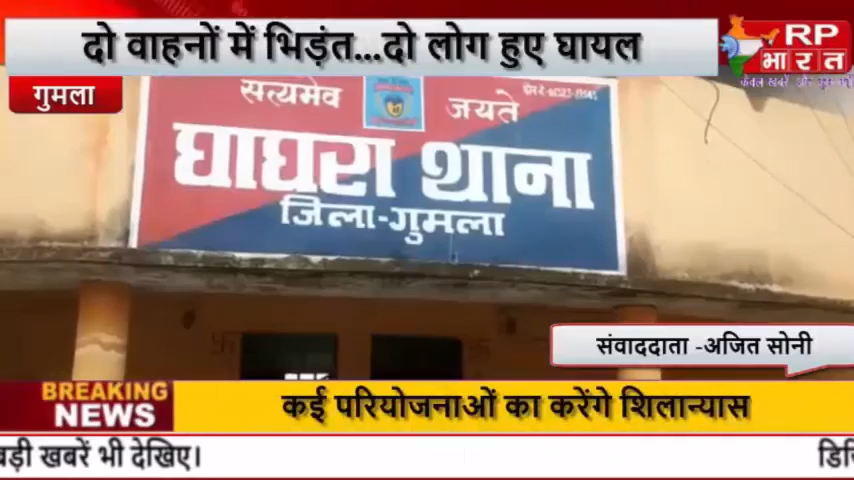 दो वाहनों में भिड़ंत...दो लोग हुए घायल
RP
भारत
गुमला
सत्यमेव जयते
घाघरा थाना
जिला-गुमला
संवाददाता -अजित सोनी
BREAKING
NEWS
कई परियोजनाओं का करेंगे शिलान्यास
बड़ी खबरें भी देखिए।